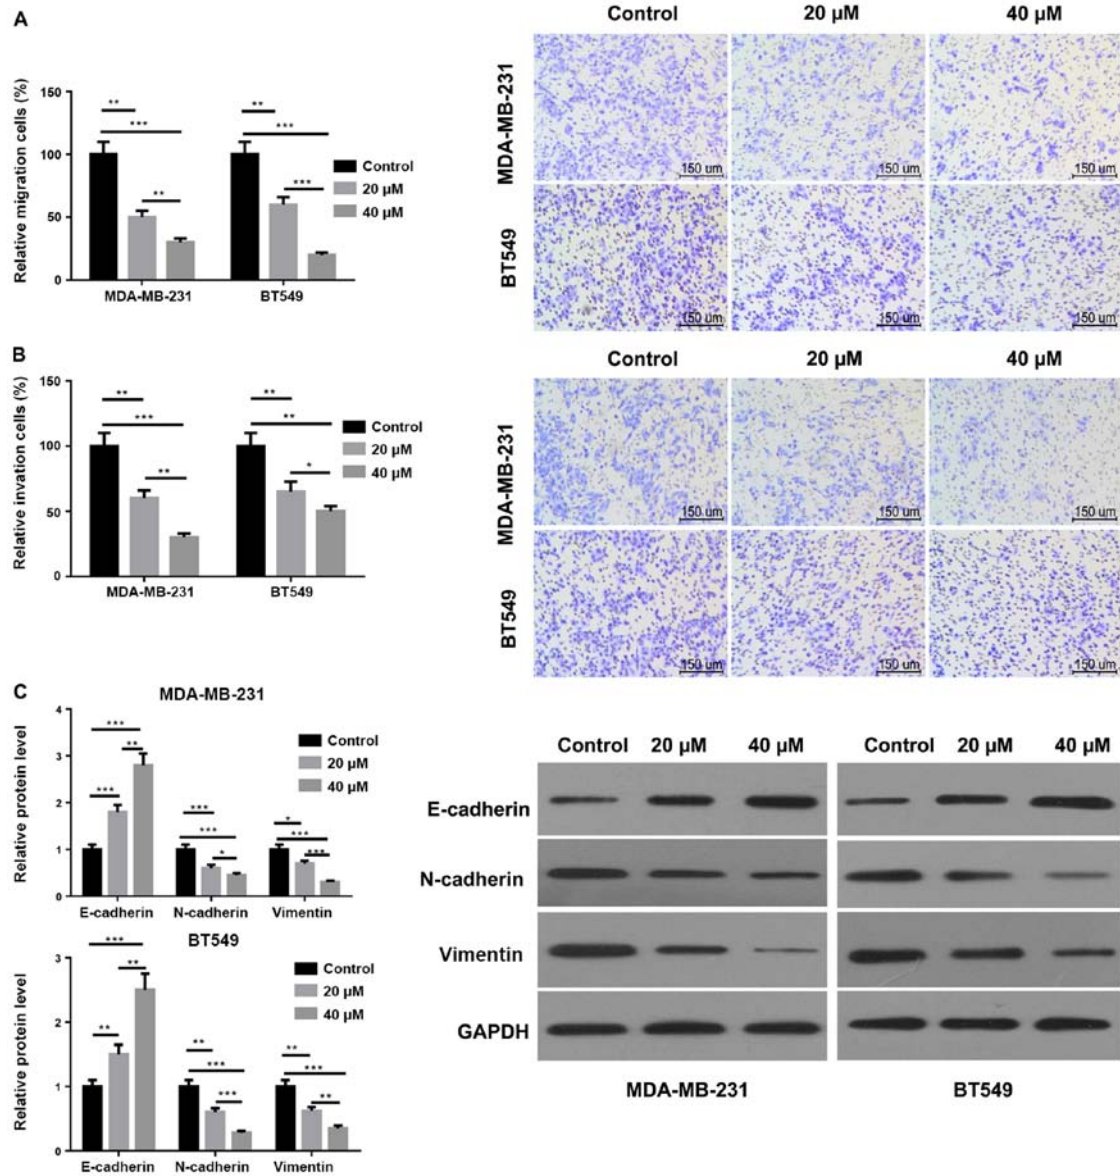 A
Relative migration cells (%)
150
100
50
0
** *** ** ** *** ***
Control
20 µM
40 µM
MDA-MB-231 BT549
Control 20 µM 40 µM
MDA-MB-231
150 um 150 um 150 um
BT549
150 um 150 um 150 um
B
Relative invation cells (%)
150
100
50
0
** *** ** ** ** *
Control
20 µM
40 µM
MDA-MB-231 BT549
Control 20 µM 40 µM
MDA-MB-231
150 um 150 um 150 um
BT549
150 um 150 um 150 um
C
MDA-MB-231
Relative protein level
4
3
2
1
0
*** ** *** *** *** * * *** ***
Control
20 µM
40 µM
E-cadherin N-cadherin Vimentin
BT549
Relative protein level
3
2
1
0
*** ** ** ** *** *** ** *** **
Control
20 µM
40 µM
E-cadherin N-cadherin Vimentin
Control 20 µM 40 µM Control 20 µM 40 µM
E-cadherin
N-cadherin
Vimentin
GAPDH
MDA-MB-231 BT549